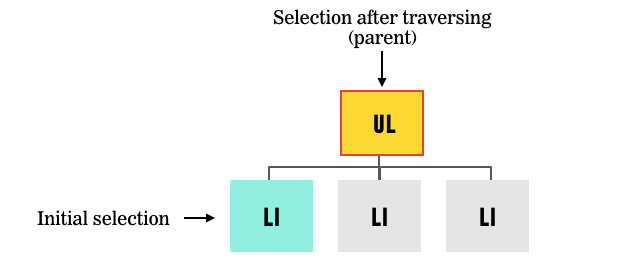 Selection after traversing
(parent)
UL
Initial selection
LI
LI
LI